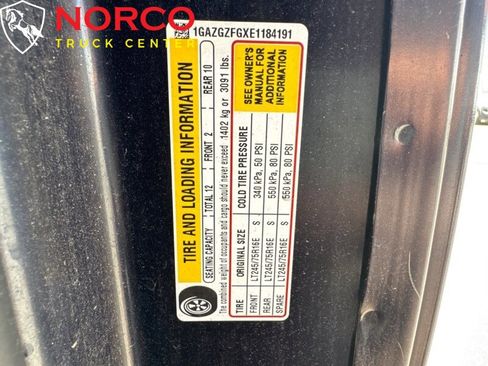 NORCO
TRUCK CENTER
1GAZGZFGXE1184191
TIRE AND LOADING INFORMATION
SEATING CAPACITY TOTAL 12 FRONT 2 REAR 10
The combined weight of occupants and cargo should never exceed 1402 kg or 3091 lbs.
TIRE ORIGINAL SIZE COLD TIRE PRESSURE
FRONT LT245/75R16E S 340 kPa, 50 PSI
REAR LT245/75R16E S 550 kPa, 80 PSI
SPARE LT245/75R16E S 550 kPa, 80 PSI
SEE OWNER'S
MANUAL FOR
ADDITIONAL
INFORMATION